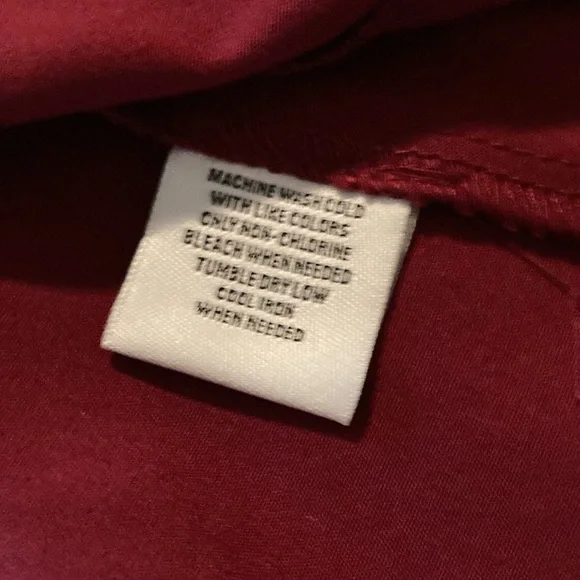 MACHINE WASH COLD
WITH LIKE COLORS
ONLY NON-CHLORINE
BLEACH WHEN NEEDED
TUMBLE DRY LOW
COOL IRON
WHEN NEEDED